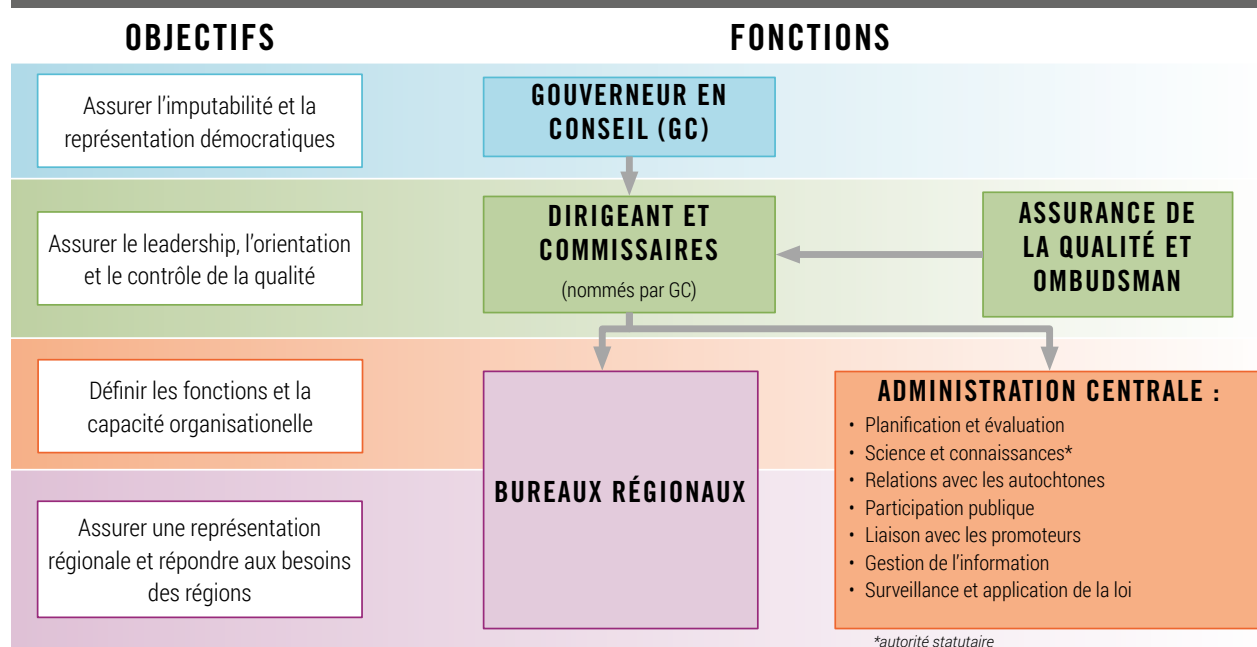 OBJECTIFS
FONCTIONS
Assurer l'imputabilité et la
représentation démocratiques
GOUVERNEUR EN
CONSEIL (GC)
Assurer le leadership, l'orientation
et le contrôle de la qualité
DIRIGEANT ET
COMMISSAIRES
(nommés par GC)
ASSURANCE DE
LA QUALITÉ ET
OMBUDSMAN
Définir les fonctions et la
capacité organisationelle
Assurer une représentation
régionale et répondre aux besoins
des régions
BUREAUX RÉGIONAUX
ADMINISTRATION CENTRALE :
• Planification et évaluation
• Science et connaissances*
• Relations avec les autochtones
• Participation publique
• Liaison avec les promoteurs
• Gestion de l'information
• Surveillance et application de la loi
*autorité statutaire